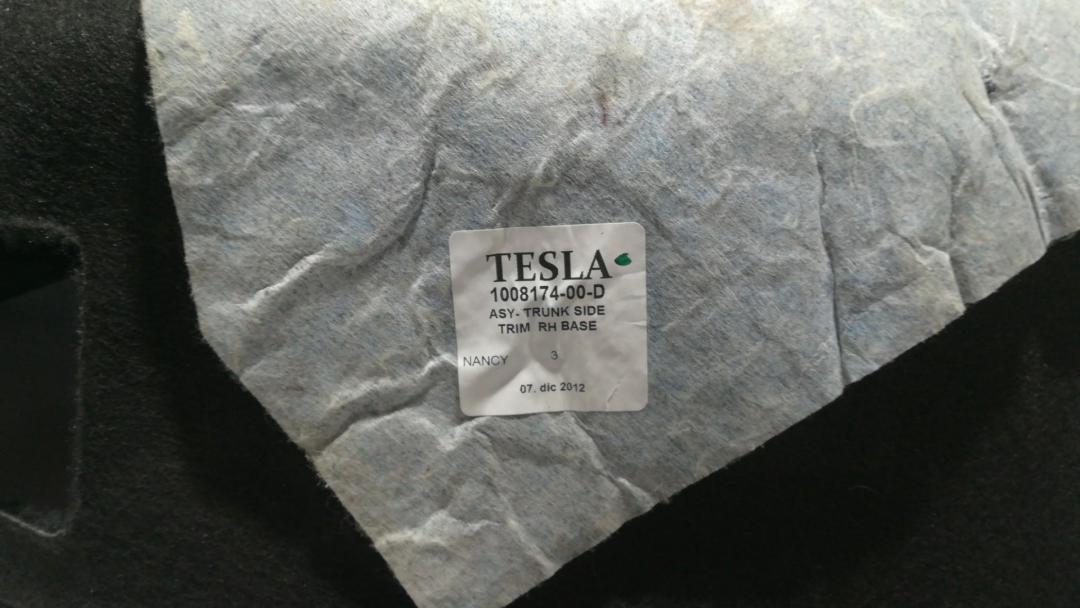 TESLA
1008174-00-D
ASY- TRUNK SIDE
TRIM RH BASE
NANCY 3
07. dic 2012